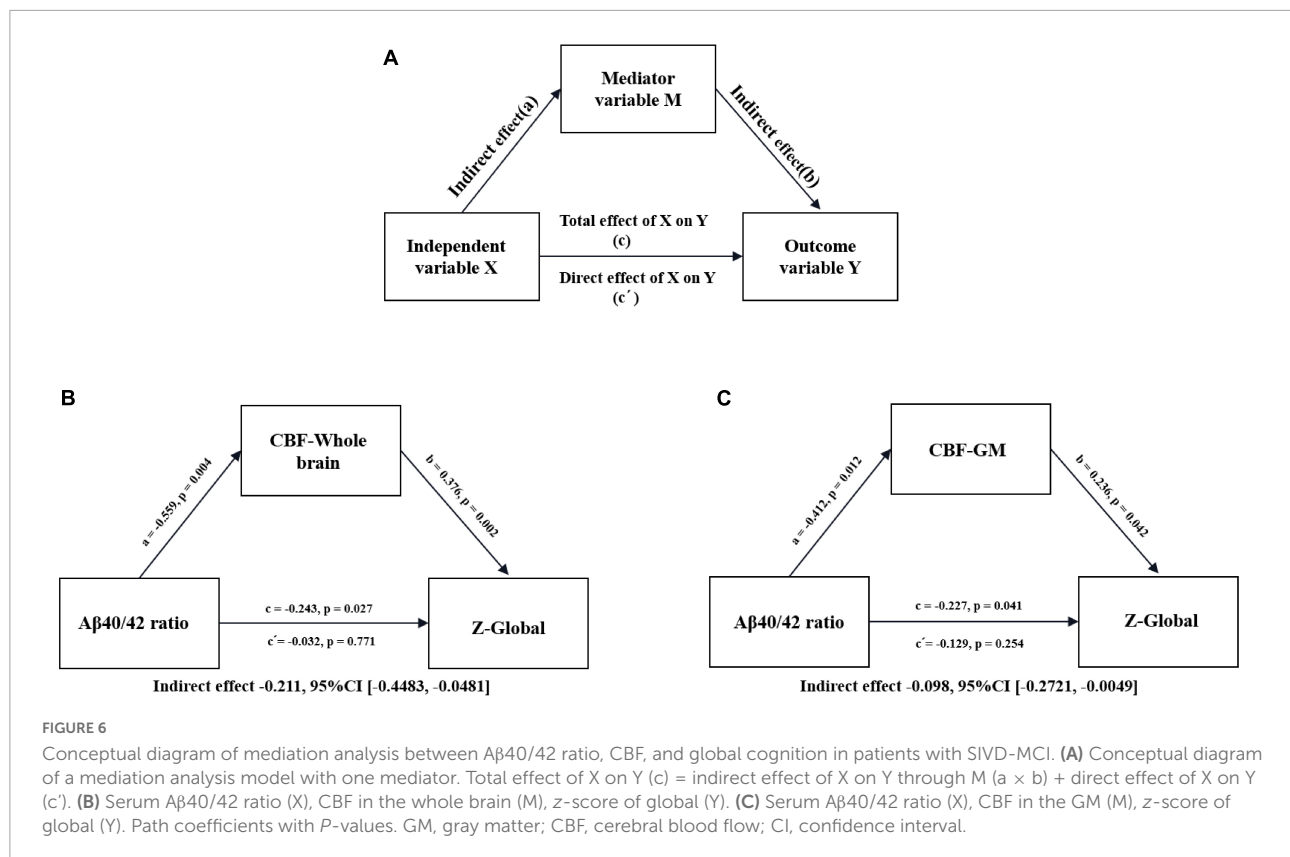 A
Mediator
variable M
Indirect effect(a)
Indirect effect(b)
Independent
variable X
Total effect of X on Y
(c)
Direct effect of X on Y
(c´)
Outcome
variable Y
B
CBF-Whole
brain
a = -0.559, p = 0.004
b = 0.376, p = 0.002
Aβ40/42 ratio
c = -0.243, p = 0.027
c´= -0.032, p = 0.771
Z-Global
Indirect effect -0.211, 95%CI [-0.4483, -0.0481]
C
CBF-GM
a = -0.412, p = 0.012
b = 0.236, p = 0.042
Aβ40/42 ratio
c = -0.227, p = 0.041
c´= -0.129, p = 0.254
Z-Global
Indirect effect -0.098, 95%CI [-0.2721, -0.0049]
FIGURE 6
Conceptual diagram of mediation analysis between Aβ40/42 ratio, CBF, and global cognition in patients with SIVD-MCI. (A) Conceptual diagram
of a mediation analysis model with one mediator. Total effect of X on Y (c) = indirect effect of X on Y through M (a × b) + direct effect of X on Y
(c’). (B) Serum Aβ40/42 ratio (X), CBF in the whole brain (M), z-score of global (Y). (C) Serum Aβ40/42 ratio (X), CBF in the GM (M), z-score of
global (Y). Path coefficients with P-values. GM, gray matter; CBF, cerebral blood flow; CI, confidence interval.